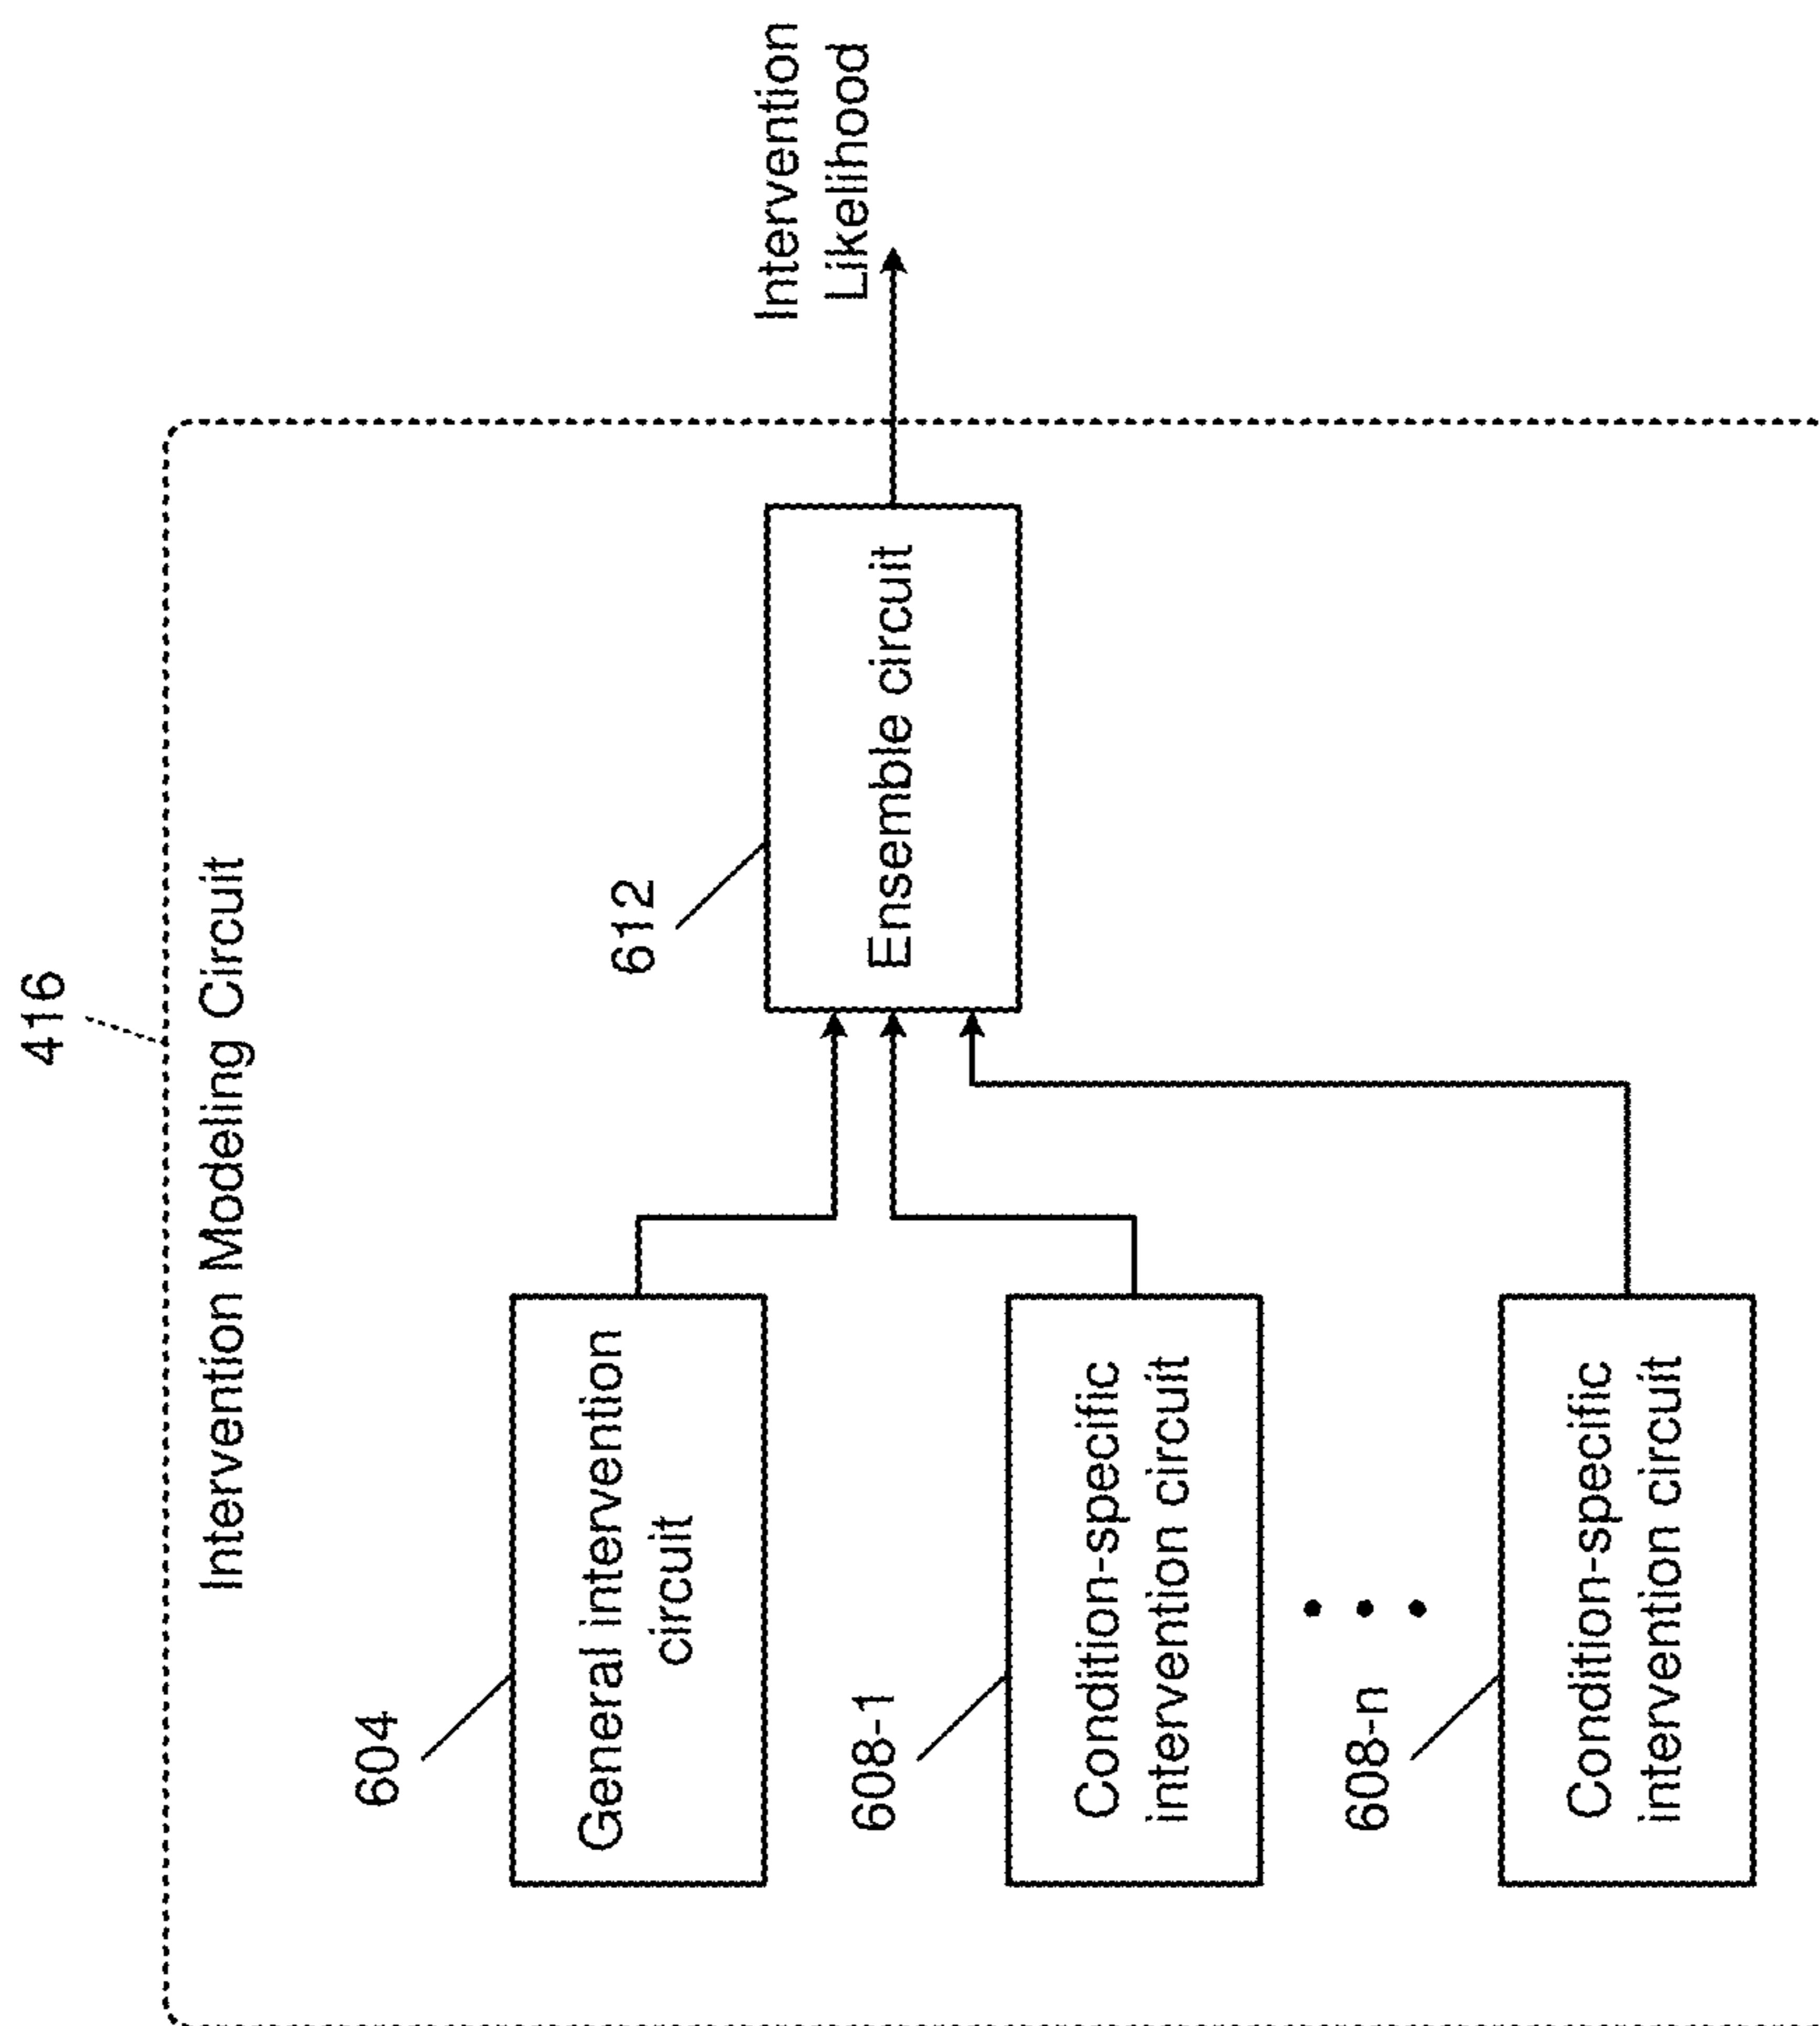 416
Intervention Modeling Circuit
604
General intervention
circuit
612
Ensemble circuit
Intervention
Likelihood
608-1
Condition-specific
intervention circuit
608-n
Condition-specific
intervention circuit